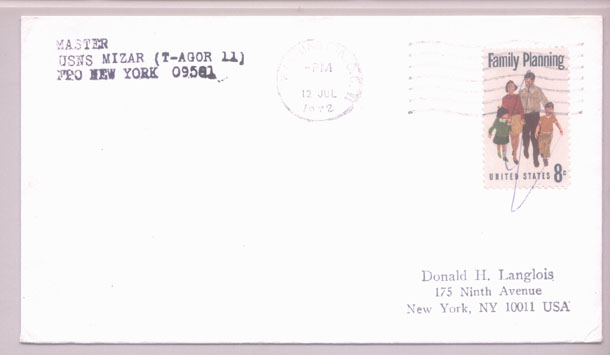 MASTER
USNS MIZAR (T-AGOR 11)
FPO NEW YORK 09501
PM
12 JUL
1972
Family Planning
UNITED STATES 8c
Donald H. Langlois
175 Ninth Avenue
New York, NY 10011 USA